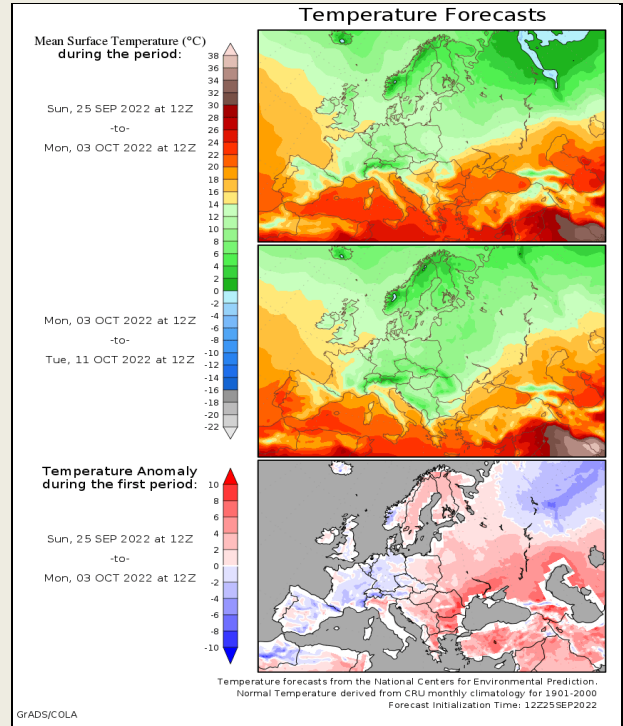 Temperature Forecasts
Mean Surface Temperature (°C)
during the period:
38
36
34
32
30
28
26
24
22
20
18
16
14
12
10
8
6
4
2
0
-2
-4
-6
-8
-10
-12
-14
-16
-18
-20
-22
Sun, 25 SEP 2022 at 12Z
-to-
Mon, 03 OCT 2022 at 12Z
Mon, 03 OCT 2022 at 12Z
-to-
Tue, 11 OCT 2022 at 12Z
Temperature Anomaly
during the first period:
10
8
6
4
2
0
-2
-4
-6
-8
-10
Sun, 25 SEP 2022 at 12Z
-to-
Mon, 03 OCT 2022 at 12Z
Temperature forecasts from the National Centers for Environmental Prediction.
Normal Temperature derived from CRU monthly climatology for 1901-2000
Forecast Initialization Time: 12Z25SEP2022
GrADS/COLA